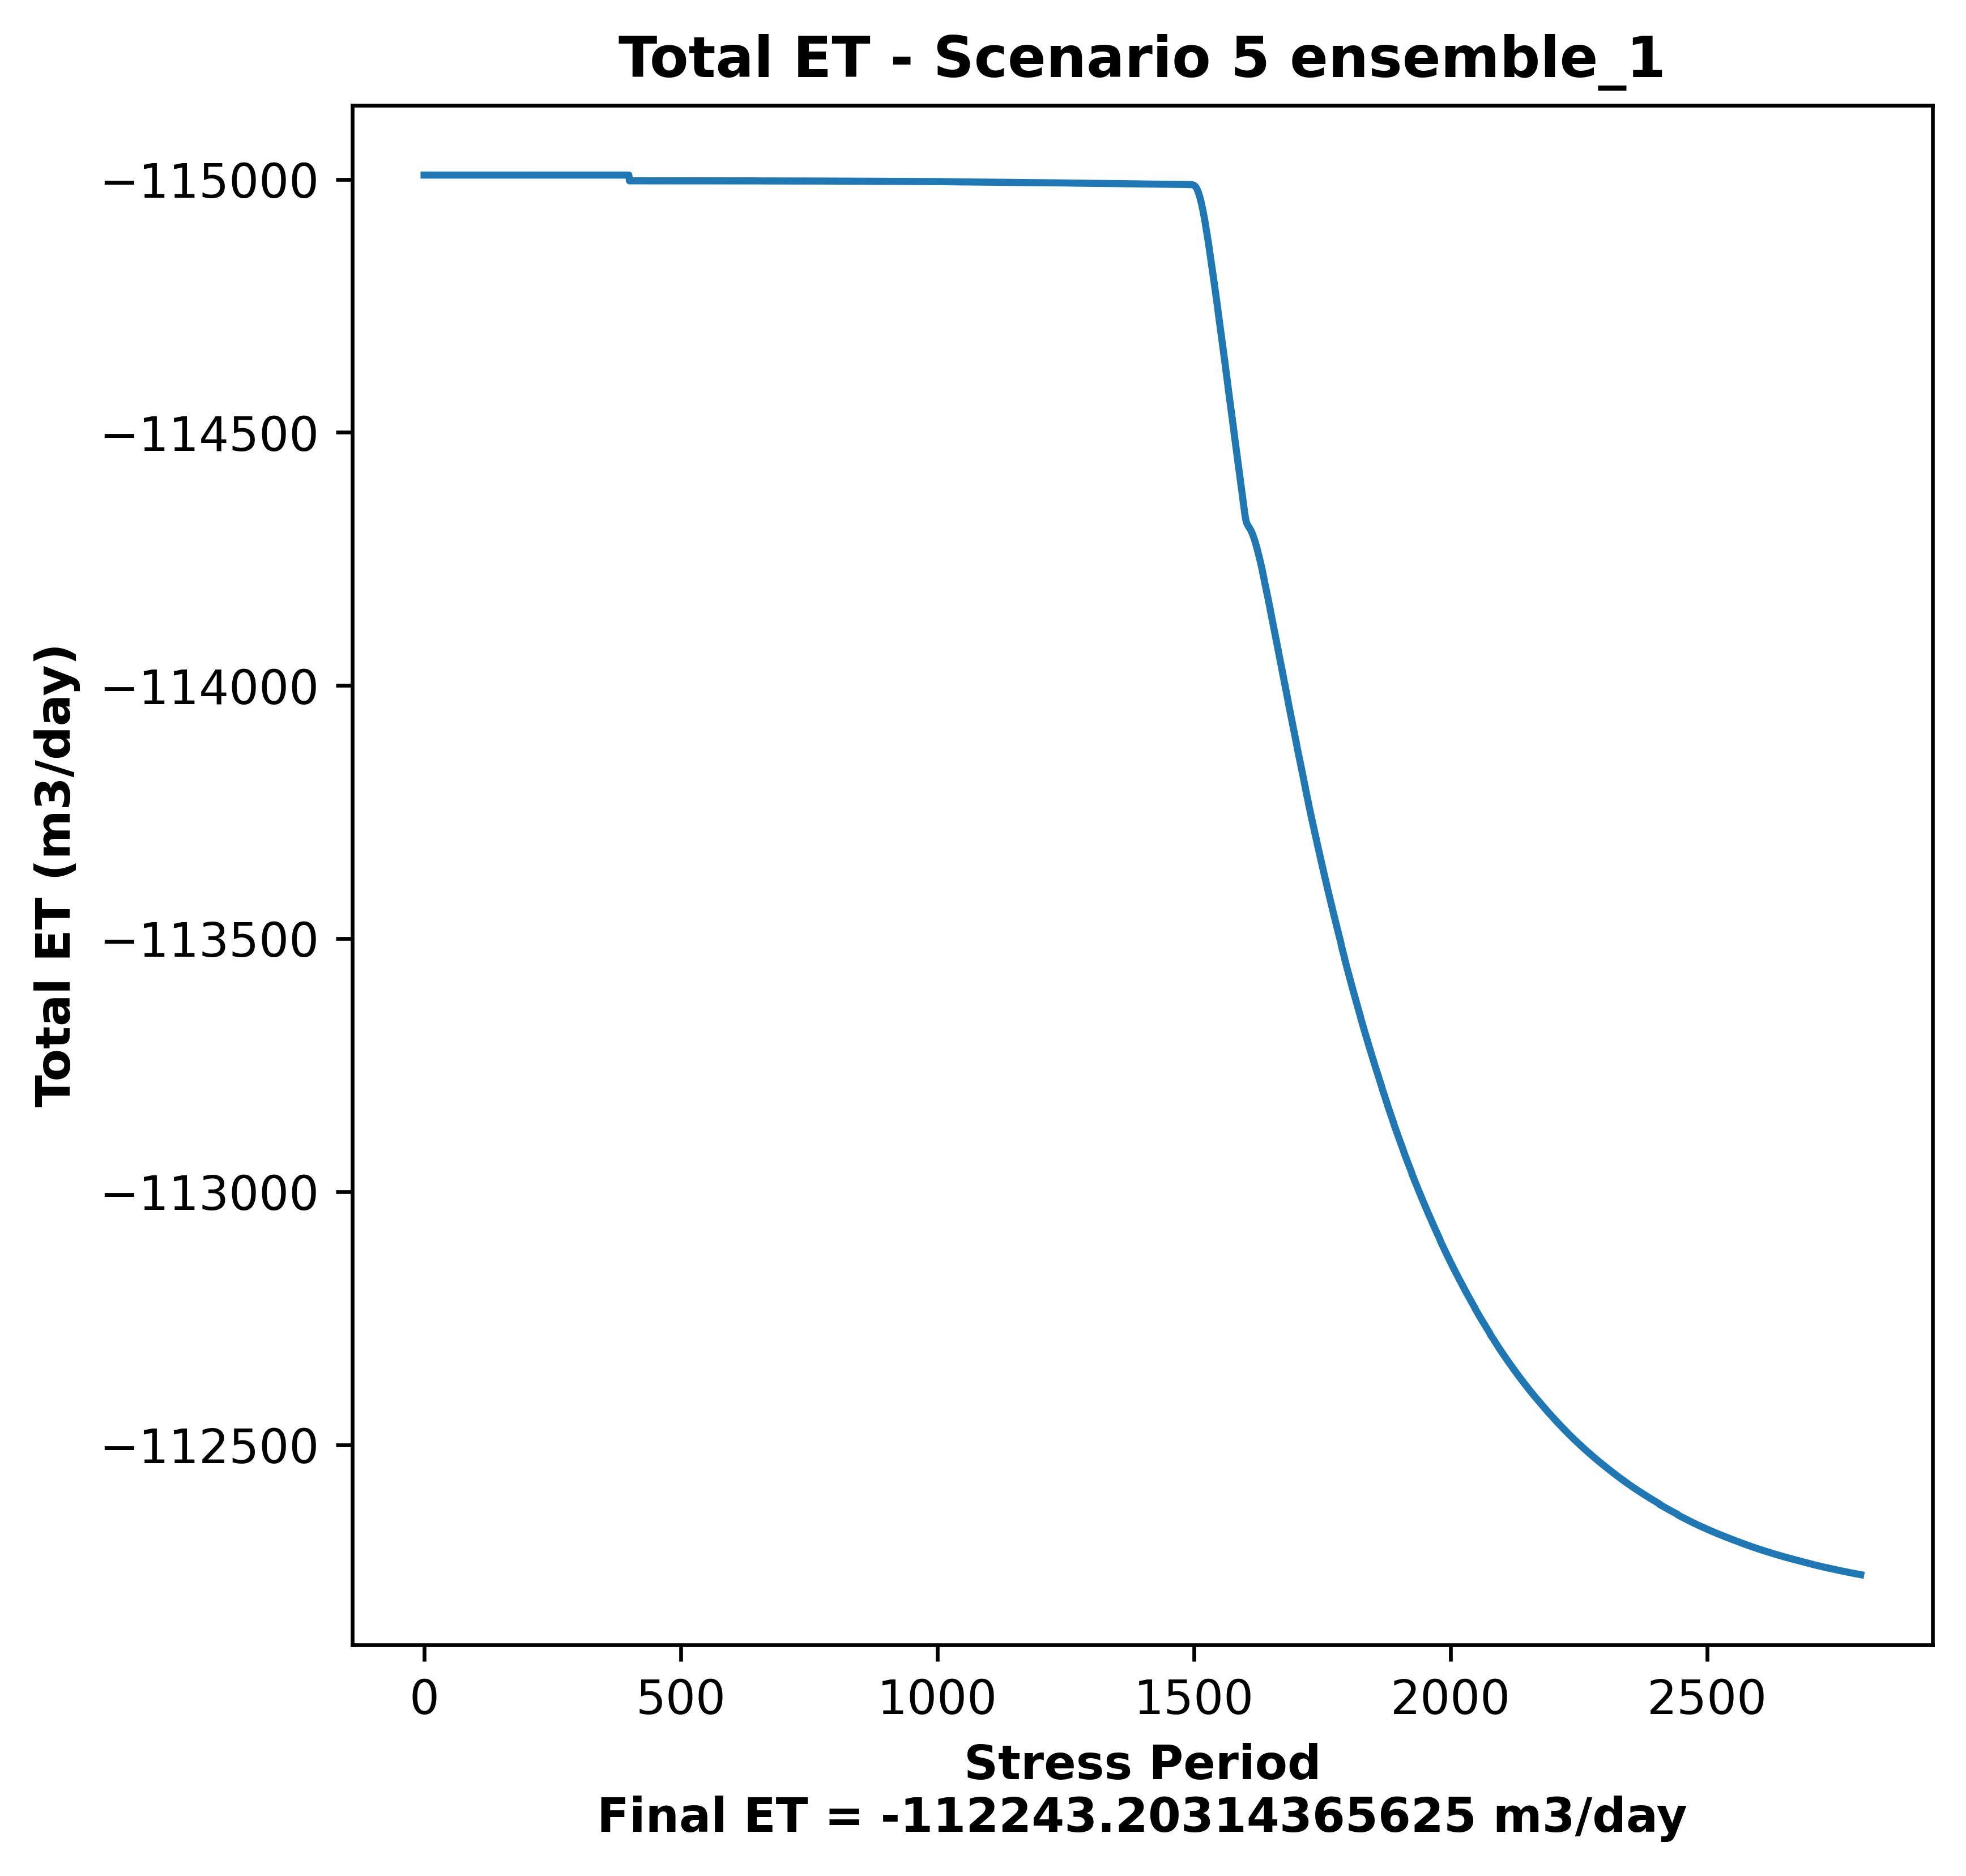 Total ET - Scenario 5 ensemble_1
Total ET (m3/day)
−115000
−114500
−114000
−113500
−113000
−112500
0 500 1000 1500 2000 2500
Stress Period
Final ET = -112243.20314365625 m3/day